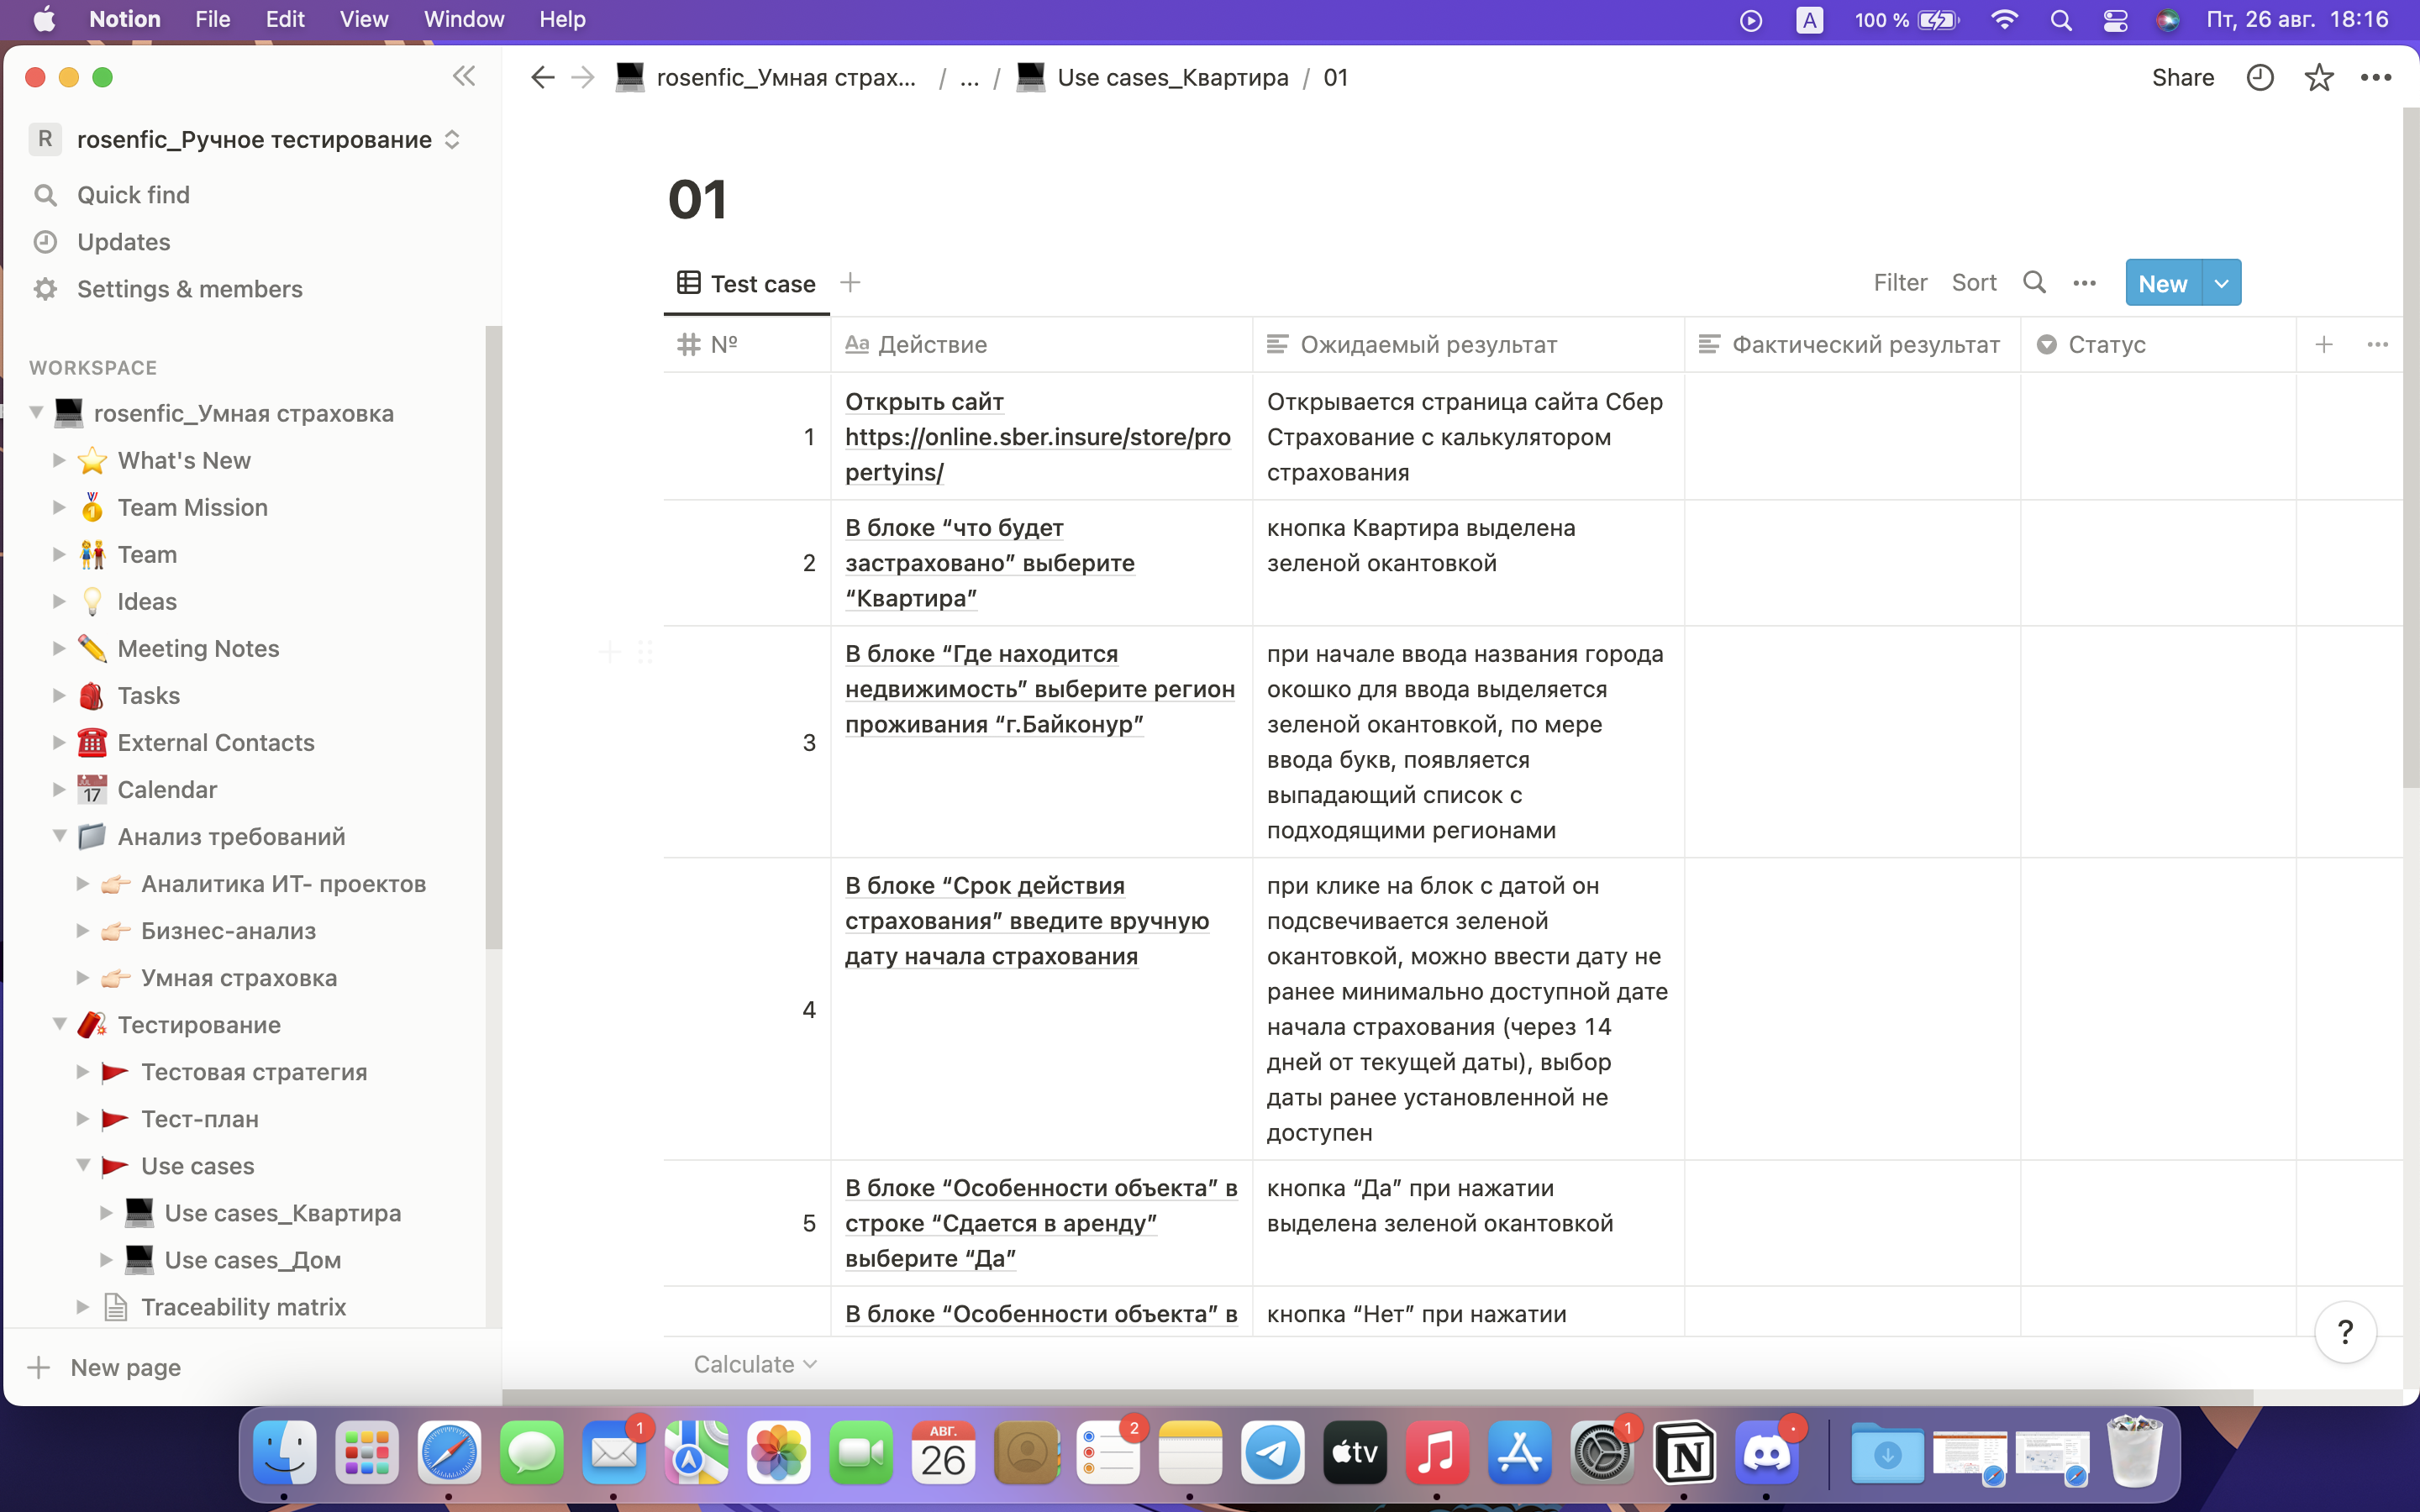 Notion File Edit View Window Help
A 100 % Пт, 26 авг. 18:16
rosenfic_Умная страх... / ... / Use cases_Квартира / 01
Share
R rosenfic_Ручное тестирование
Quick find
Updates
Settings & members
WORKSPACE
rosenfic_Умная страховка
What's New
Team Mission
Team
Ideas
Meeting Notes
Tasks
External Contacts
17 Calendar
Анализ требований
Аналитика ИТ- проектов
Бизнес-анализ
Умная страховка
Тестирование
Тестовая стратегия
Тест-план
Use cases
Use cases_Квартира
Use cases_Дом
Traceability matrix
New page
01
Test case
Filter Sort New
№ Aa Действие Ожидаемый результат Фактический результат Статус
1
Открыть сайт
https://online.sber.insure/store/pro
pertyins/
Открывается страница сайта Сбер
Страхование с калькулятором
страхования
2
В блоке “что будет
застраховано” выберите
“Квартира”
кнопка Квартира выделена
зеленой окантовкой
3
В блоке “Где находится
недвижимость” выберите регион
проживания “г.Байконур”
при начале ввода названия города
окошко для ввода выделяется
зеленой окантовкой, по мере
ввода букв, появляется
выпадающий список с
подходящими регионами
4
В блоке “Срок действия
страхования” введите вручную
дату начала страхования
при клике на блок с датой он
подсвечивается зеленой
окантовкой, можно ввести дату не
ранее минимально доступной дате
начала страхования (через 14
дней от текущей даты), выбор
даты ранее установленной не
доступен
5
В блоке “Особенности объекта” в
строке “Сдается в аренду”
выберите “Да”
кнопка “Да” при нажатии
выделена зеленой окантовкой
В блоке “Особенности объекта” в
кнопка “Нет” при нажатии
Calculate
?
1
АВГ.
26
2
tv
1
N